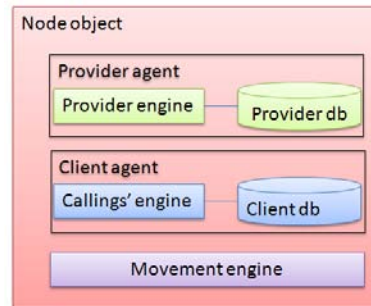 Node object
Provider agent
Provider engine
Provider db
Client agent
Callings' engine
Client db
Movement engine